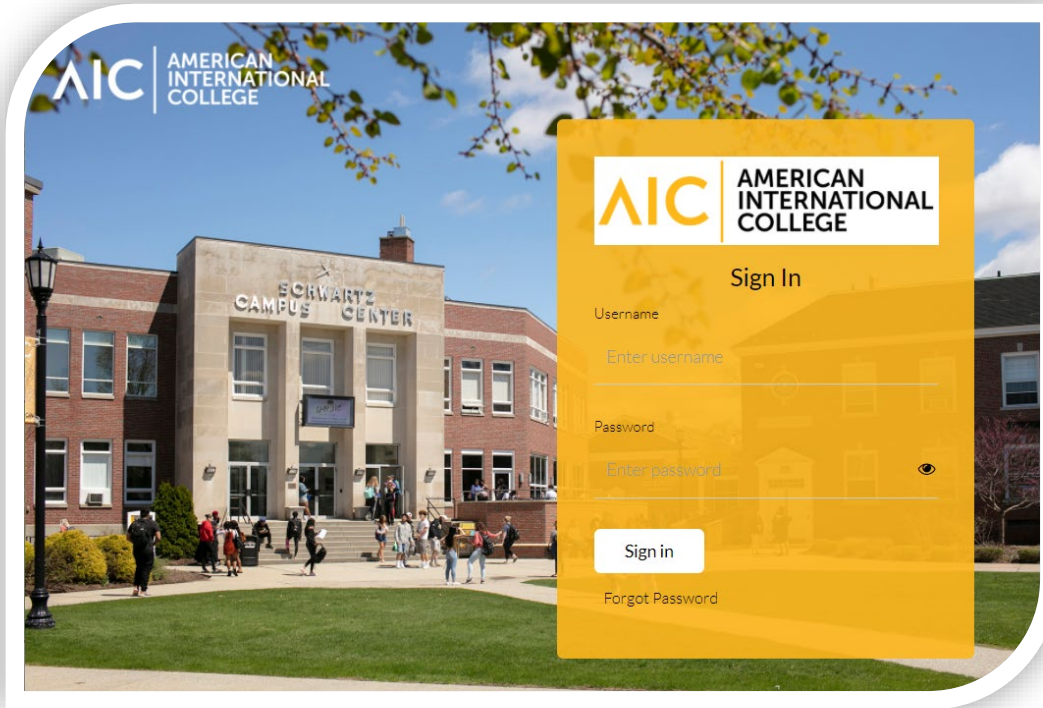 AIC
AMERICAN
INTERNATIONAL
COLLEGE
AIC
AMERICAN
INTERNATIONAL
COLLEGE
Sign In
Username
Enter username
Password
Enter password
Sign in
Forgot Password
SCHWARTZ
CAMPUS CENTER